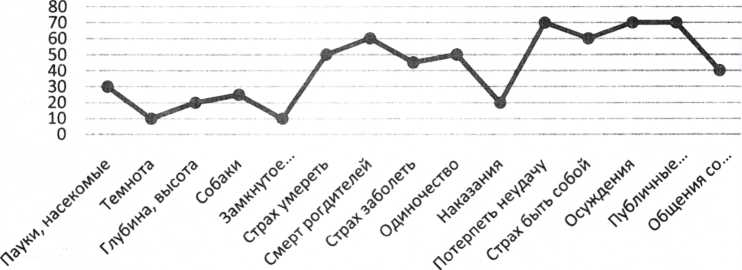 80
70
60
50
40
30
20
10
0
Пауки, насекомые
Темнота
Глубина, высота
Собаки
Замкнутое...
Страх умереть
Смерт рогдителей
Страх заболеть
Одиночество
Наказания
Потерпеть неудачу
Страх быть собой
Осуждения
Публичные...
Общения со...